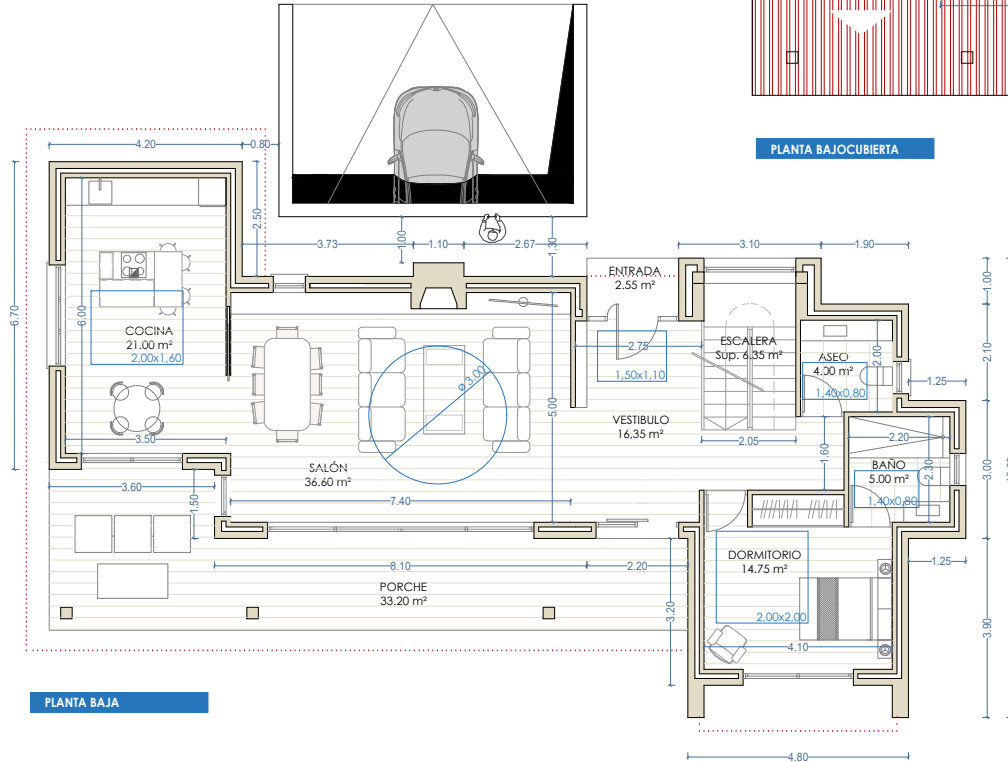 PLANTA BAJOCUBIERTA
4.20
0.80
2.50
3.73
1.00
1.10
2.67
1.30
3.10
1.90
1.00
ENTRADA
2.55 m²
6.70
6.00
COCINA
21.00 m²
2,00x1,60
2.75
1,50x1,10
ESCALERA
Sup. 6.35 m²
ASEO
4.00 m²
1,40x0,80
2.00
2.10
1.25
ø 3.00
5.00
3.50
VESTIBULO
16,35 m²
2.05
1.60
2.20
BAÑO
5.00 m²
1,40x0,80
2.30
3.00
SALÓN
36.60 m²
3.60
1.50
7.40
8.10
2.20
1.25
DORMITORIO
14.75 m²
2,00x2,00
PORCHE
33.20 m²
3.20
3.90
4.10
PLANTA BAJA
4.80